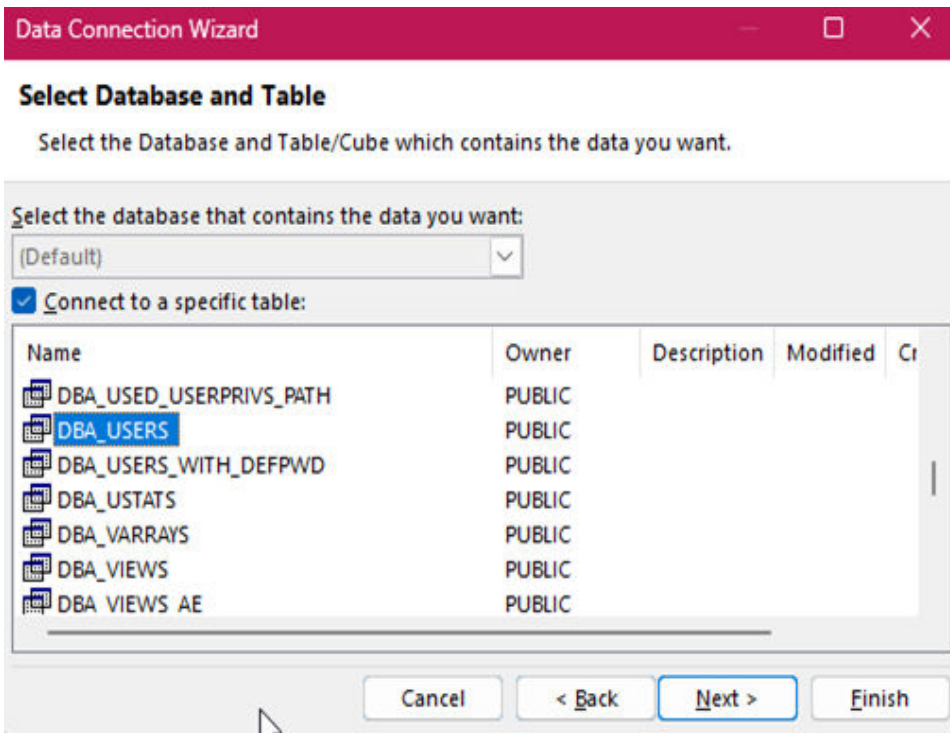 Data Connection Wizard
Select Database and Table
Select the Database and Table/Cube which contains the data you want.
Select the database that contains the data you want:
(Default)
Connect to a specific table:
Name Owner Description Modified Cr
DBA_USED_USERPRIVS_PATH PUBLIC
DBA_USERS PUBLIC
DBA_USERS_WITH_DEFPWD PUBLIC
DBA_USTATS PUBLIC
DBA_VARRAYS PUBLIC
DBA_VIEWS PUBLIC
DBA_VIEWS_AE PUBLIC
Cancel < Back Next > Finish